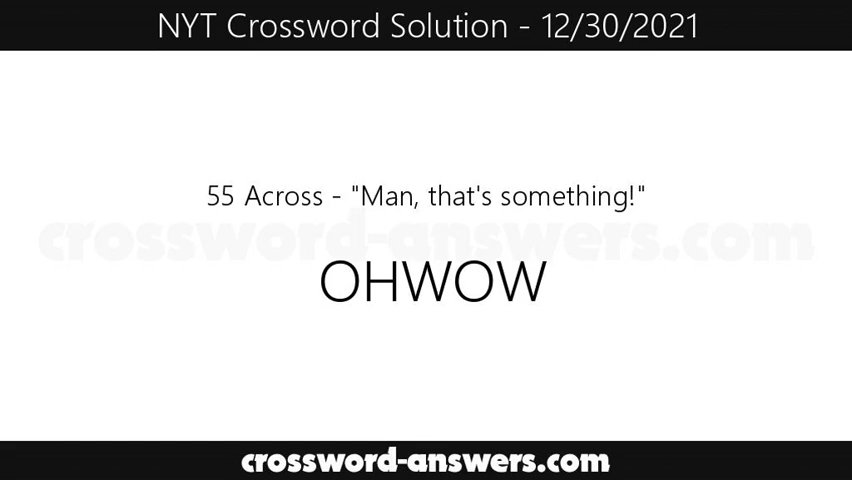 NYT Crossword Solution - 12/30/2021
55 Across - "Man, that's something!"
crossword-answers.com
OHWOW
crossword-answers.com